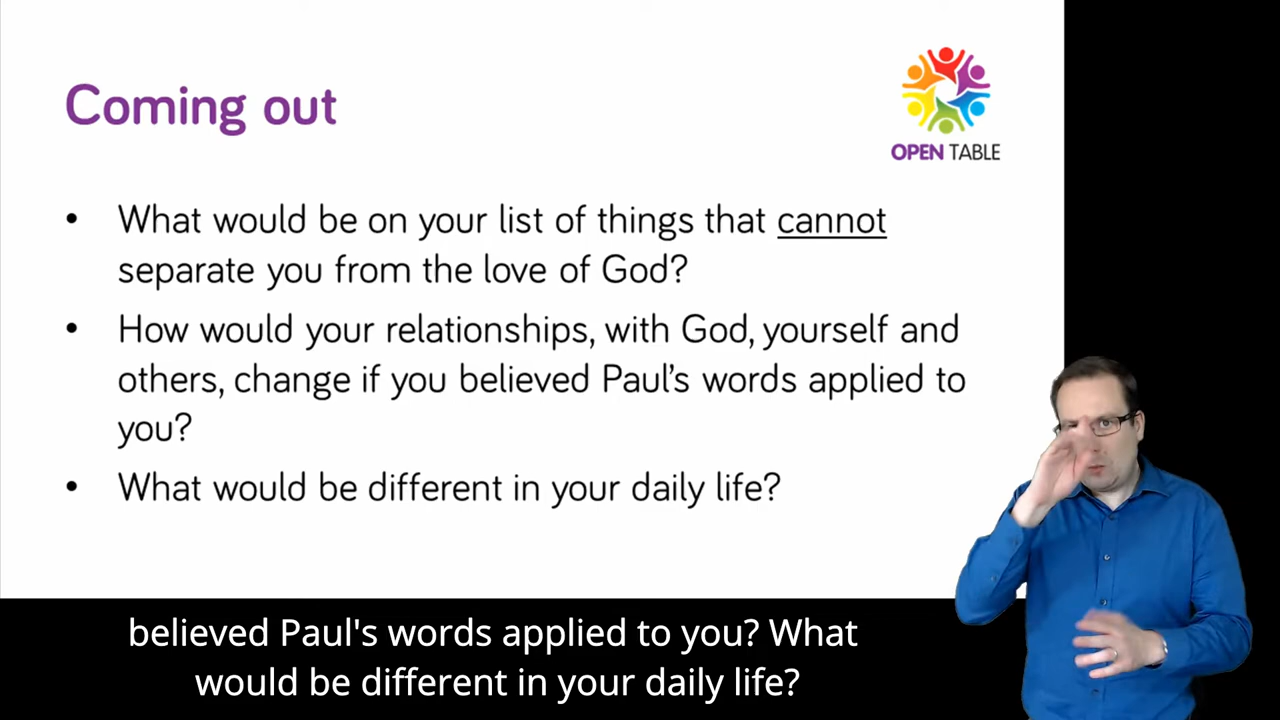 Coming out
OPEN TABLE
• What would be on your list of things that cannot
separate you from the love of God?
• How would your relationships, with God, yourself and
others, change if you believed Paul's words applied to
you?
• What would be different in your daily life?
believed Paul's words applied to you? What
would be different in your daily life?